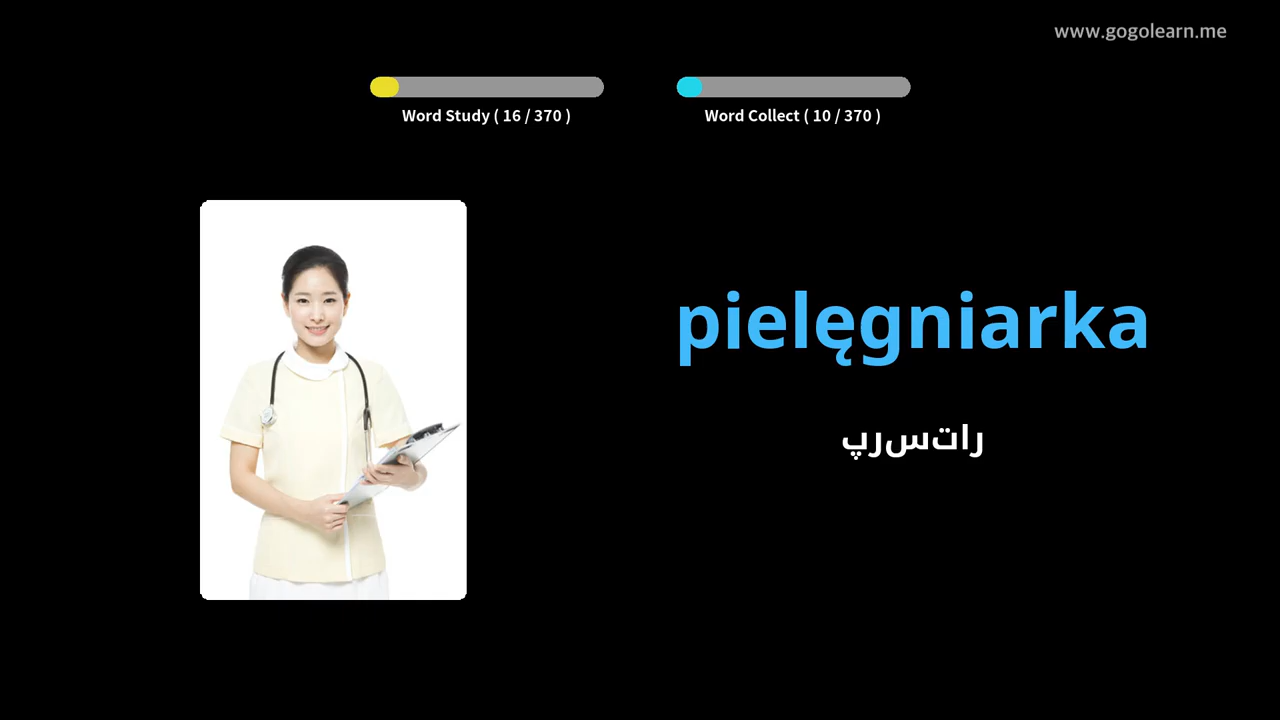 www.gogolearn.me
Word Study ( 16 / 370 )
Word Collect ( 10 / 370 )
pielęgniarka
پرستار